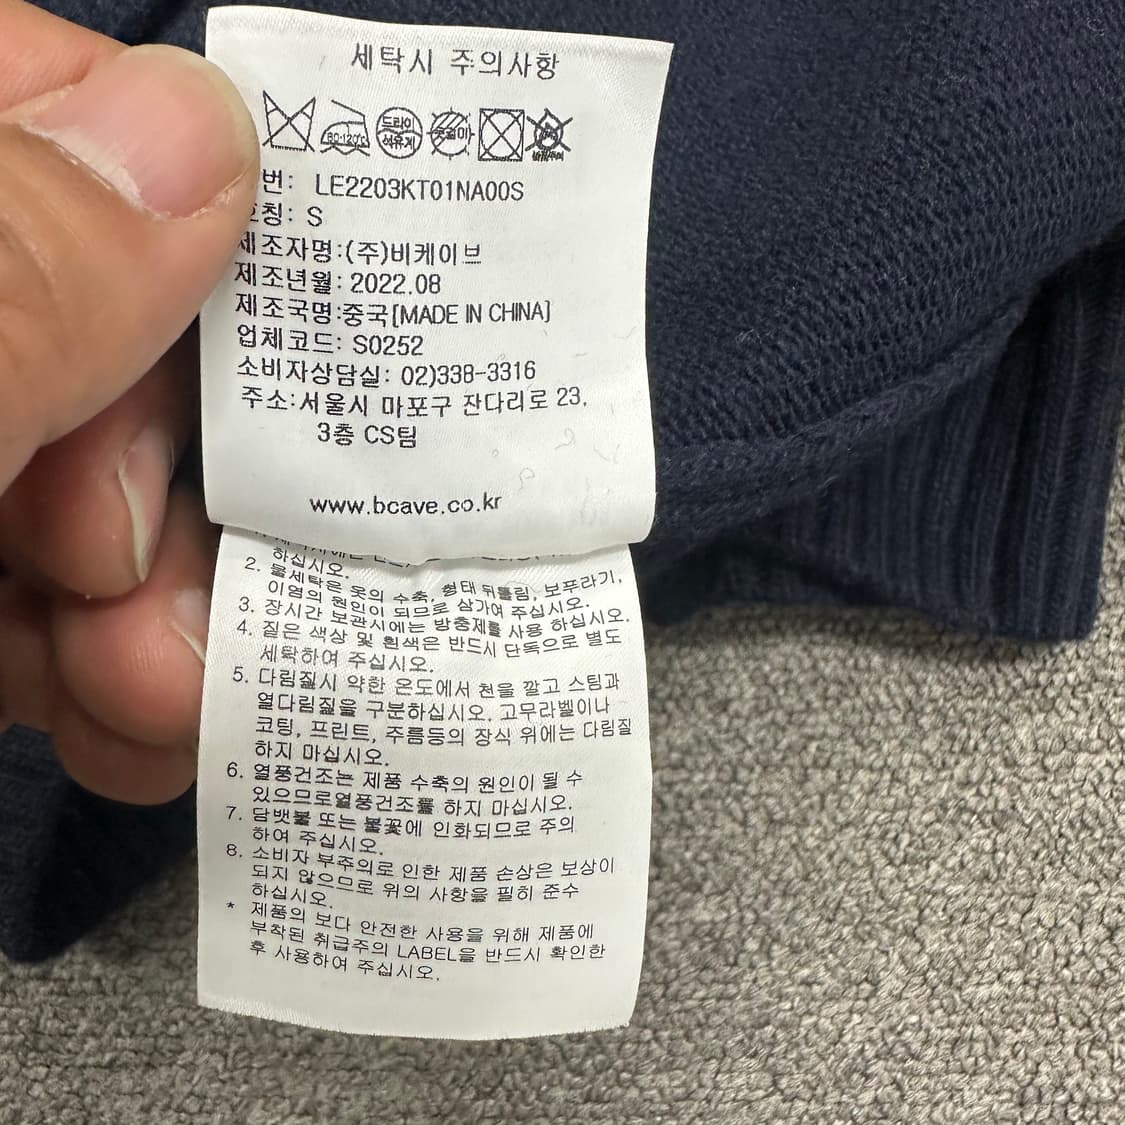 세탁시 주의사항
80-120℃ 드라이 석유계 옷걸이
번: LE2203KT01NA00S
호칭: S
제조자명:(주)비케이브
제조년월: 2022.08
제조국명:중국[MADE IN CHINA]
업체코드: S0252
소비자상담실: 02)338-3316
주소:서울시 마포구 잔다리로 23,
3층 CS팀
www.bcave.co.kr
하십시오.
2. 물세탁은 옷의 수축, 형태 뒤틀림, 보푸라기,
이염의 원인이 되므로 삼가여 주십시오.
3. 장시간 보관시에는 방충제를 사용 하십시오.
4. 짙은 색상 및 흰색은 반드시 단독으로 별도
세탁하여 주십시오.
5. 다림질시 약한 온도에서 천을 깔고 스팀과
열다림질을 구분하십시오. 고무라벨이나
코팅, 프린트, 주름등의 장식 위에는 다림질
하지 마십시오.
6. 열풍건조는 제품 수축의 원인이 될 수
있으므로열풍건조를 하지 마십시오.
7. 담뱃불 또는 불꽃에 인화되므로 주의
하여 주십시오.
8. 소비자 부주의로 인한 제품 손상은 보상이
되지 않으므로 위의 사항을 필히 준수
하십시오.
* 제품의 보다 안전한 사용을 위해 제품에
부착된 취급주의 LABEL을 반드시 확인한
후 사용하여 주십시오.